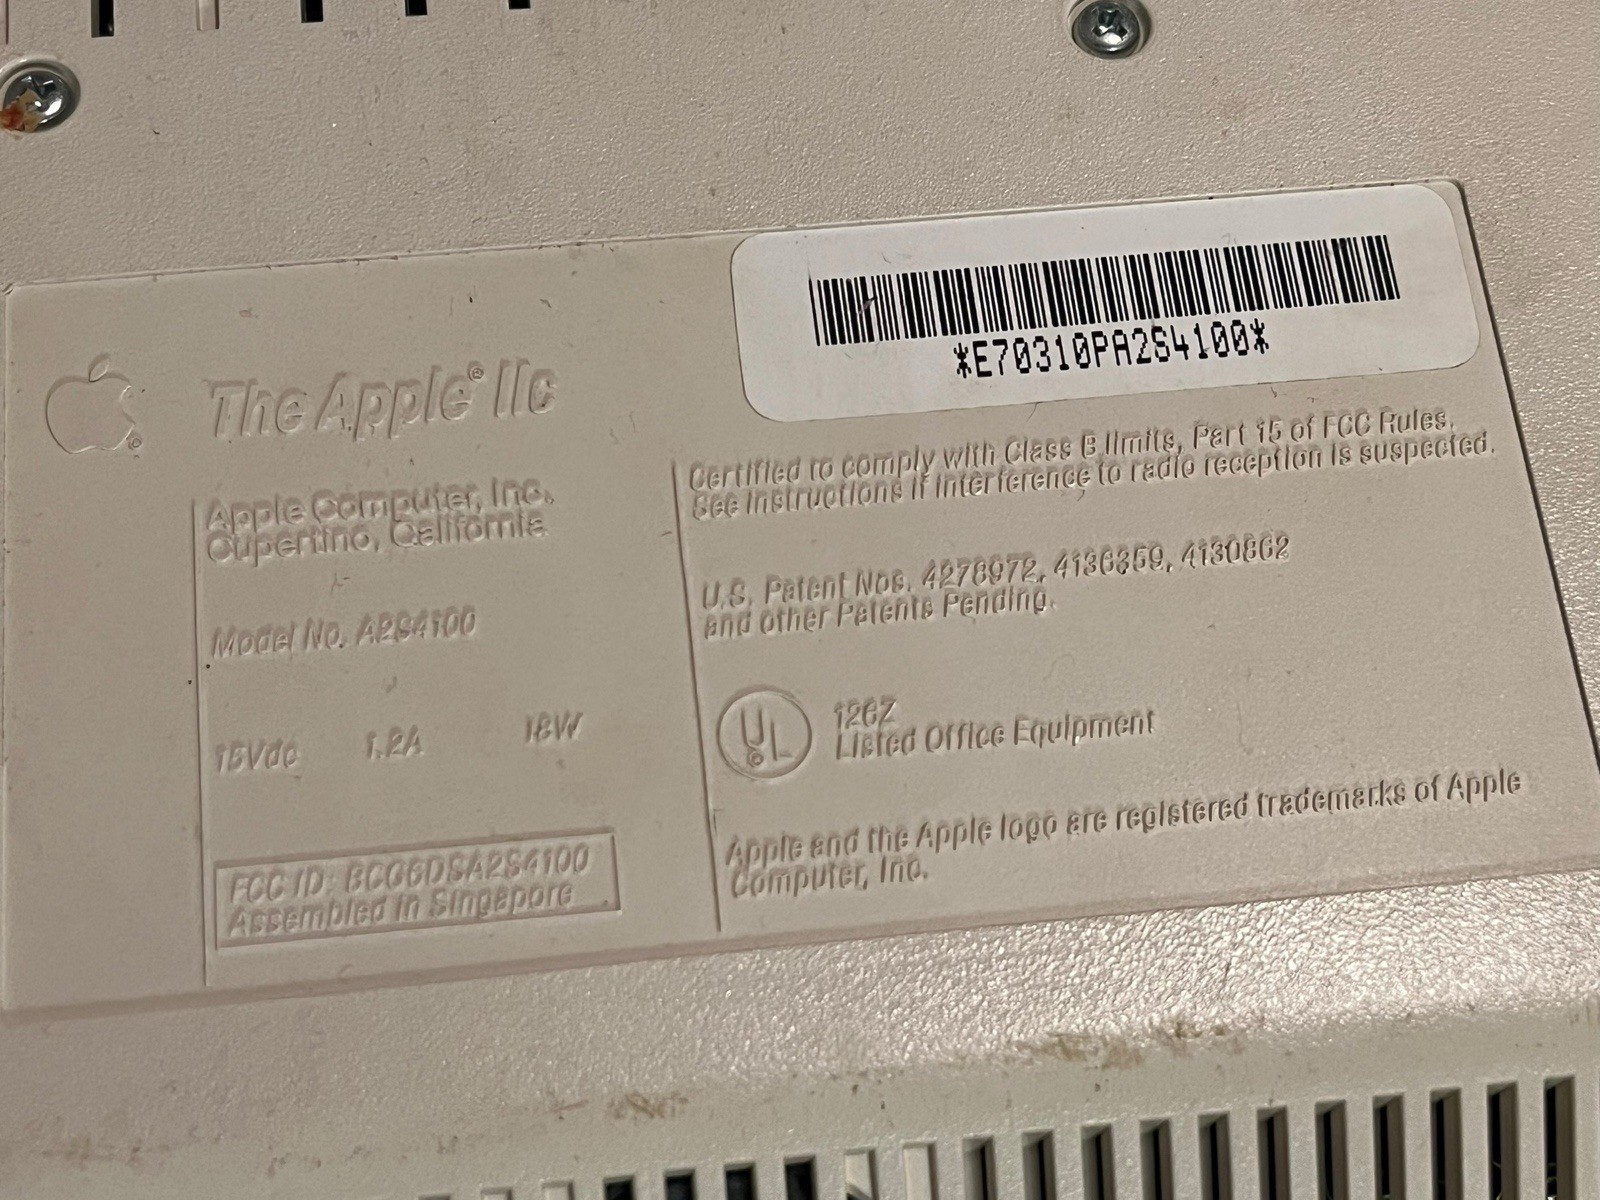 *E70310PA2S4100*
The Apple® IIc
Apple Computer, Inc.
Cupertino, California
Model No. A2S4100
15Vdc 1.2A 18W
FCC ID: BCG6DSA2S4100
Assembled in Singapore
Certified to comply with Class B limits, Part 15 of FCC Rules.
See instructions if interference to radio reception is suspected.
U.S. Patent Nos. 4278972, 4136359, 4130862
and other Patents Pending.
UL
®
126Z
Listed Office Equipment
Apple and the Apple logo are registered trademarks of Apple
Computer, Inc.